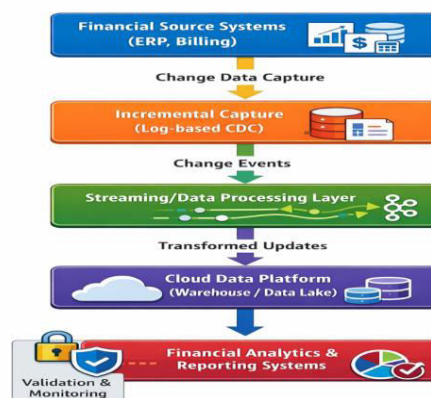 Financial Source Systems
(ERP, Billing)
$
Change Data Capture
Incremental Capture
(Log-based CDC)
Change Events
Streaming/Data Processing Layer
Transformed Updates
Cloud Data Platform
(Warehouse / Data Lake)
Financial Analytics &
Reporting Systems
Validation &
Monitoring